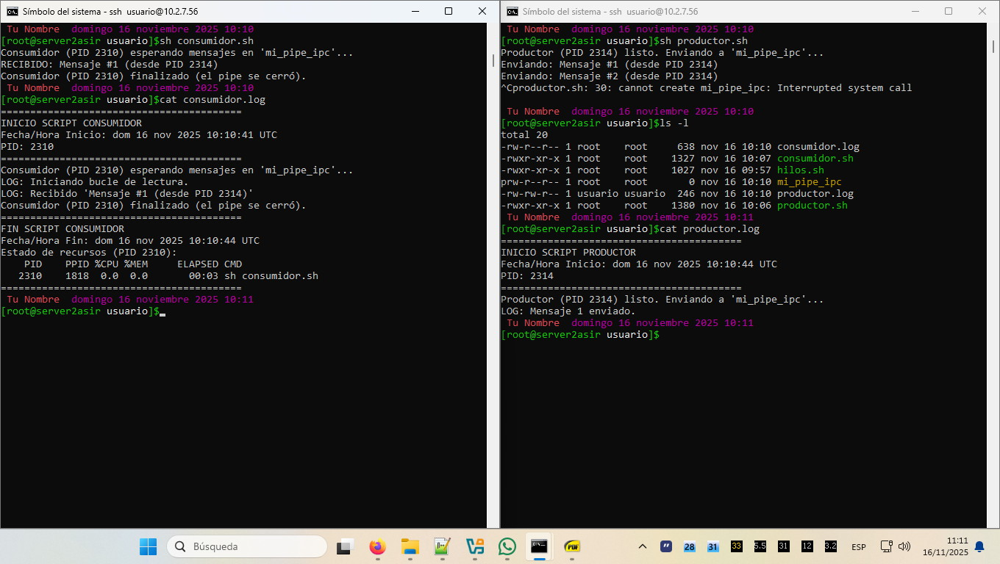 Símbolo del sistema - ssh usuario@10.2.7.56
Tu Nombre domingo 16 noviembre 2025 10:10
[root@server2asir usuario]$sh consumidor.sh
Consumidor (PID 2310) esperando mensajes en 'mi_pipe_ipc'...
RECIBIDO: Mensaje #1 (desde PID 2314)
Consumidor (PID 2310) finalizado (el pipe se cerró).
Tu Nombre domingo 16 noviembre 2025 10:10
[root@server2asir usuario]$cat consumidor.log
=========================================
INICIO SCRIPT CONSUMIDOR
Fecha/Hora Inicio: dom 16 nov 2025 10:10:41 UTC
PID: 2310
=========================================
Consumidor (PID 2310) esperando mensajes en 'mi_pipe_ipc'...
LOG: Iniciando bucle de lectura.
LOG: Recibido 'Mensaje #1 (desde PID 2314)'
Consumidor (PID 2310) finalizado (el pipe se cerró).
=========================================
FIN SCRIPT CONSUMIDOR
Fecha/Hora Fin: dom 16 nov 2025 10:10:44 UTC
Estado de recursos (PID 2310):
PID PPID %CPU %MEM ELAPSED CMD
2310 1818 0.0 0.0 00:03 sh consumidor.sh
=========================================
Tu Nombre domingo 16 noviembre 2025 10:11
[root@server2asir usuario]$
Símbolo del sistema - ssh usuario@10.2.7.56
Tu Nombre domingo 16 noviembre 2025 10:10
[root@server2asir usuario]$sh productor.sh
Productor (PID 2314) listo. Enviando a 'mi_pipe_ipc'...
Enviando: Mensaje #1 (desde PID 2314)
Enviando: Mensaje #2 (desde PID 2314)
^Cproductor.sh: 30: cannot create mi_pipe_ipc: Interrupted system call
Tu Nombre domingo 16 noviembre 2025 10:10
[root@server2asir usuario]$ls -l
total 20
-rw-r--r-- 1 root root 638 nov 16 10:10 consumidor.log
-rwxr-xr-x 1 root root 1327 nov 16 10:07 consumidor.sh
-rwxr-xr-x 1 root root 1027 nov 16 09:57 hilos.sh
prw-r--r-- 1 root root 0 nov 16 10:10 mi_pipe_ipc
-rw-rw-r-- 1 usuario usuario 246 nov 16 10:10 productor.log
-rwxr-xr-x 1 root root 1380 nov 16 10:06 productor.sh
Tu Nombre domingo 16 noviembre 2025 10:11
[root@server2asir usuario]$cat productor.log
=========================================
INICIO SCRIPT PRODUCTOR
Fecha/Hora Inicio: dom 16 nov 2025 10:10:44 UTC
PID: 2314
=========================================
Productor (PID 2314) listo. Enviando a 'mi_pipe_ipc'...
LOG: Mensaje 1 enviado.
Tu Nombre domingo 16 noviembre 2025 10:11
[root@server2asir usuario]$
Búsqueda
PDF
28 31 33 5.5 31 12 3.2
ESP
11:11
16/11/2025